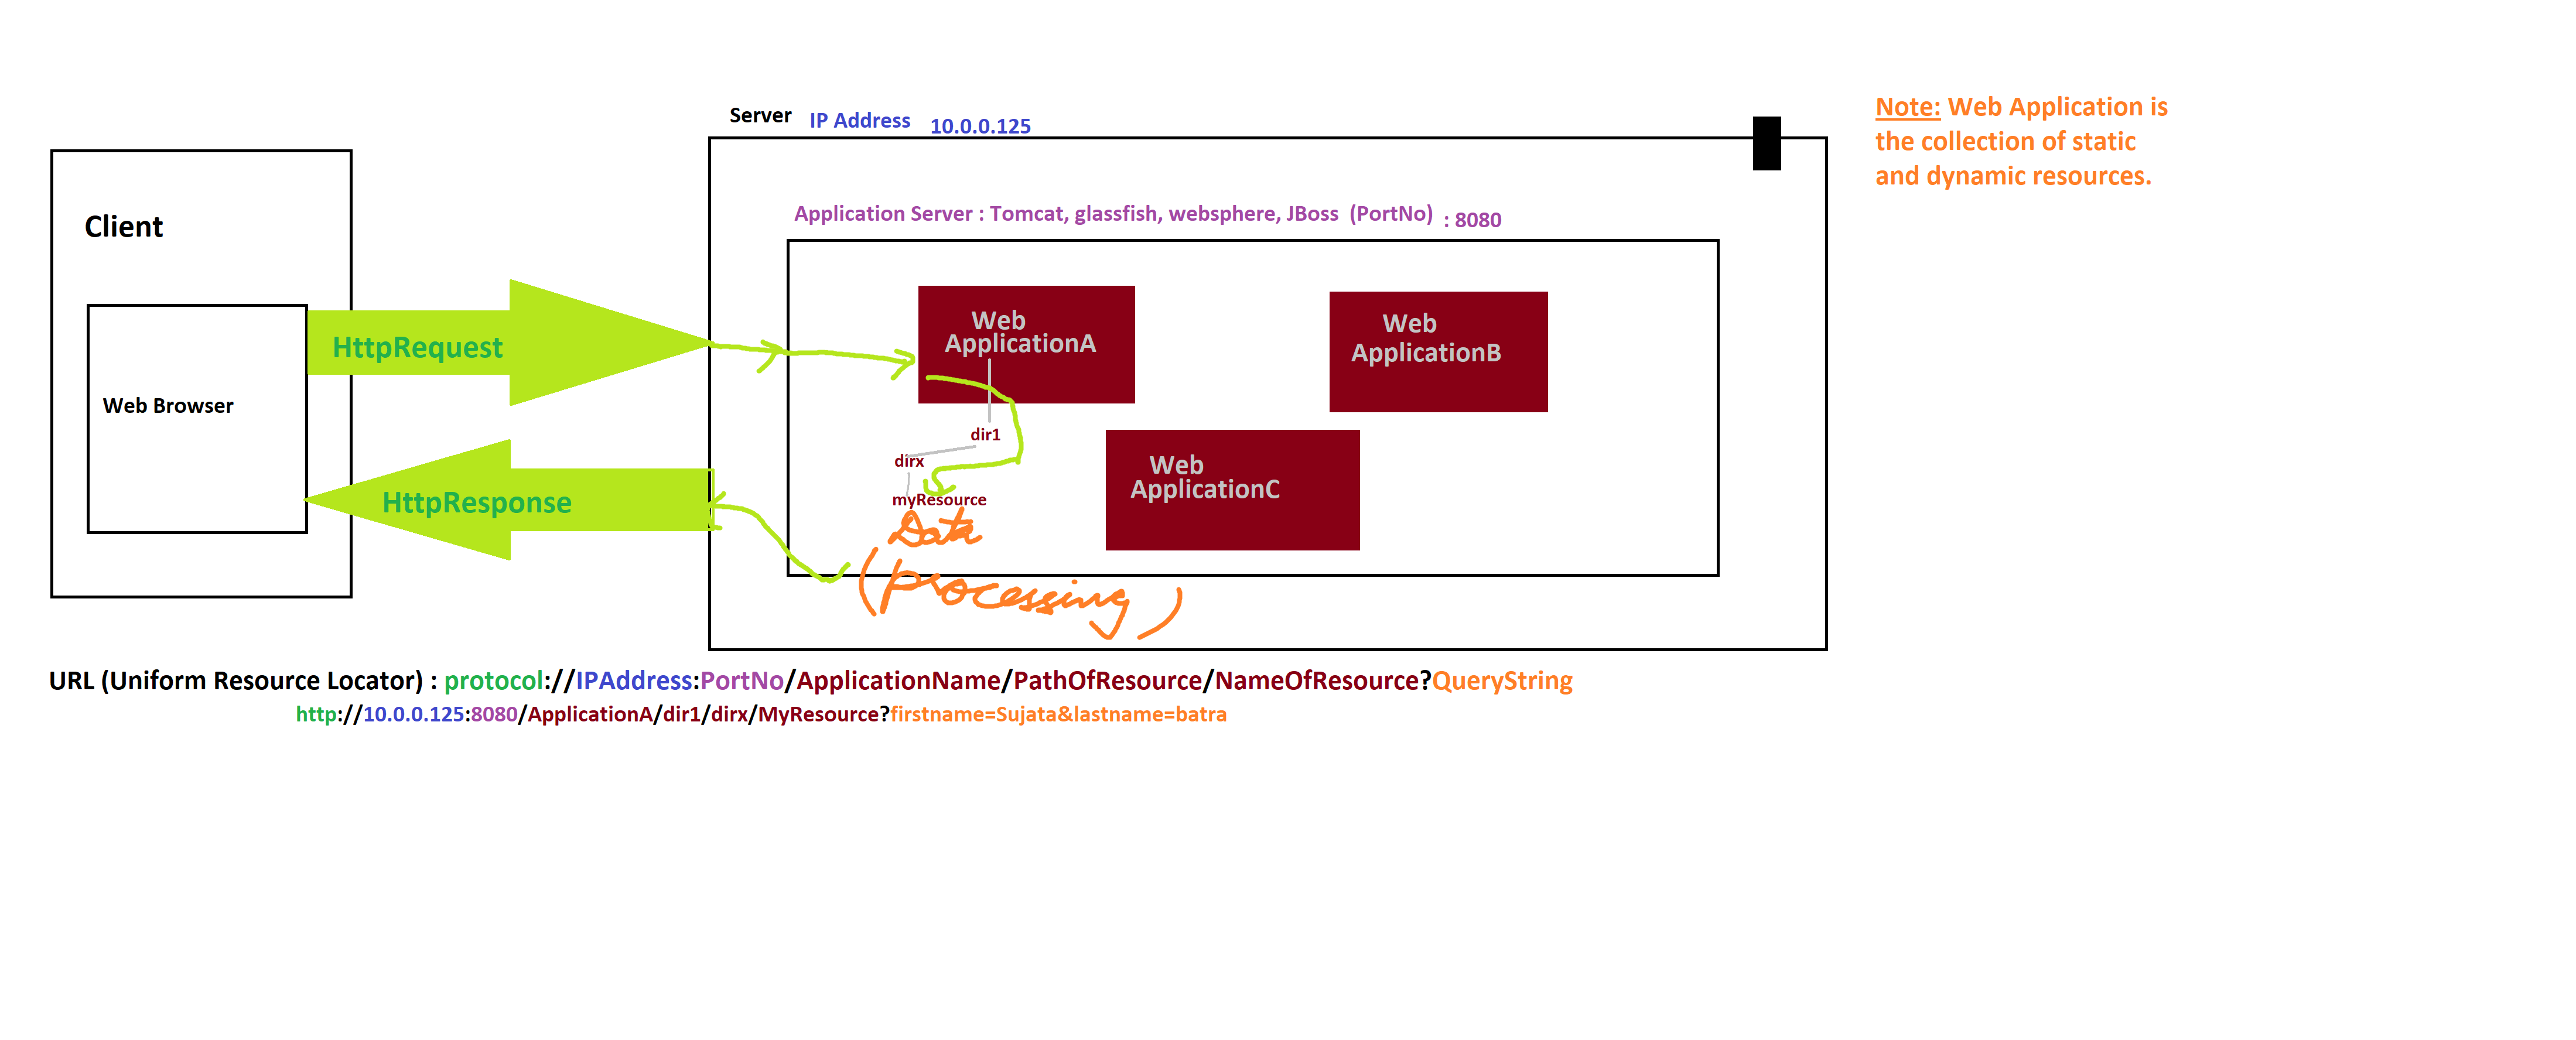 Server IP Address 10.0.0.125
Note: Web Application is
the collection of static
and dynamic resources.
Client
Application Server : Tomcat, glassfish, websphere, JBoss (PortNo) : 8080
HttpRequest
Web Browser
HttpResponse
Web
ApplicationA
Web
ApplicationB
Web
ApplicationC
dir1
dirx
myResource
Data
(processing)
URL (Uniform Resource Locator) : protocol://IPAddress:PortNo/ApplicationName/PathOfResource/NameOfResource?QueryString
http://10.0.0.125:8080/ApplicationA/dir1/dirx/MyResource?firstname=Sujata&lastname=batra